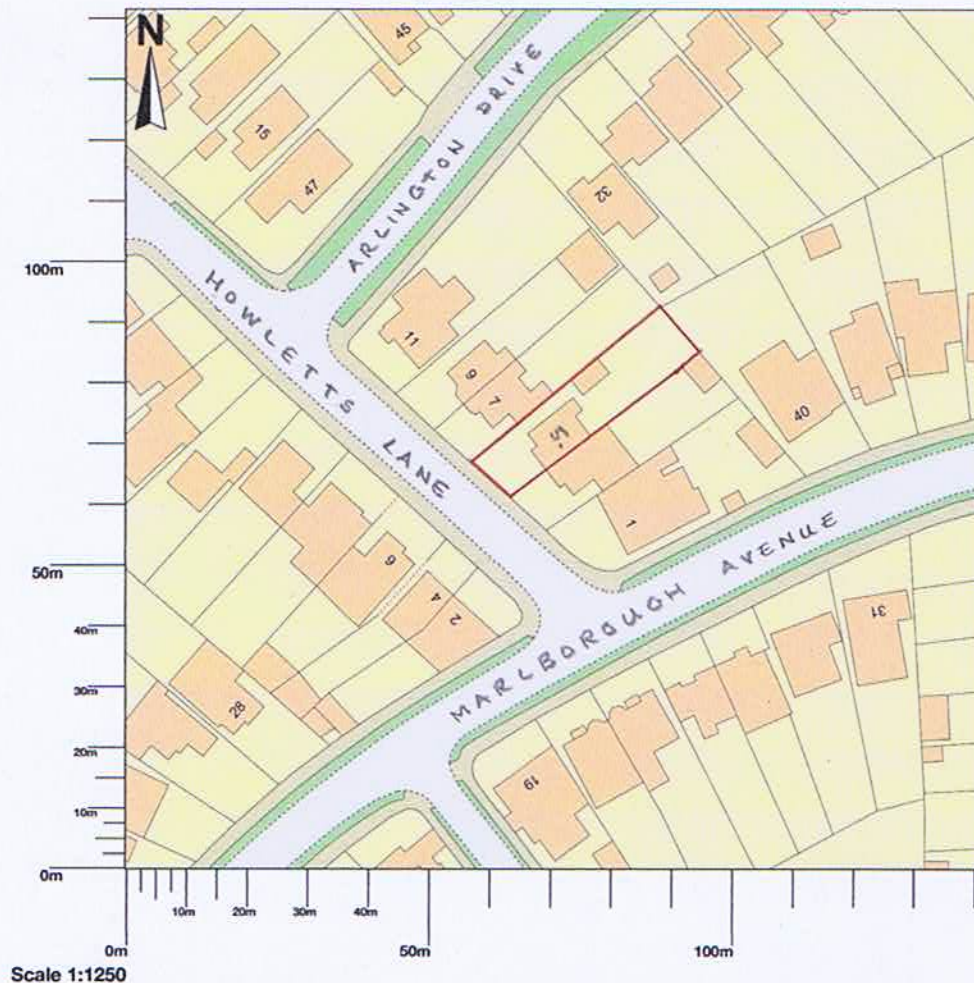 N
45
15
47
ARLINGTON DRIVE
32
100m
HOWLETTS LANE
11
9
7
5
40
1
50m
6
4
2
MARLBOROUGH AVENUE
31
40m
30m
28
20m
19
10m
0m
10m 20m 30m 40m
0m 50m 100m
Scale 1:1250